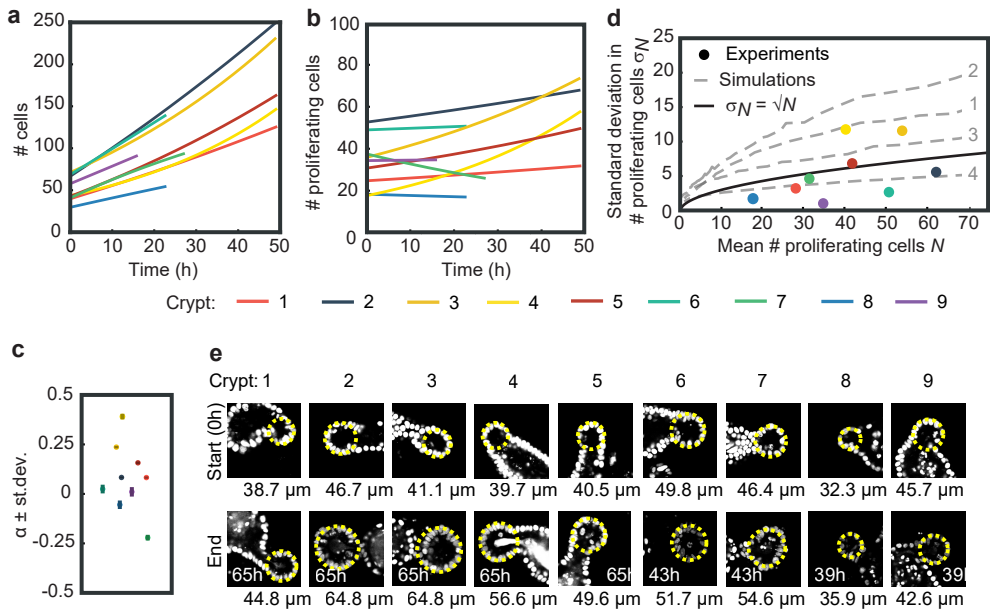 a
# cells
250
200
150
100
50
0
0 10 20 30 40 50
Time (h)
b
# proliferating cells
100
80
60
40
20
0
0 10 20 30 40 50
Time (h)
d
Standard deviation in
# proliferating cells σN
25
20
15
10
5
0
Experiments
Simulations
σN = √N
2
1
3
4
0 10 20 30 40 50 60 70
Mean # proliferating cells N
Crypt: 1 2 3 4 5 6 7 8 9
c
α ± st.dev.
0.5
0.25
0
-0.25
-0.5
e
Crypt: 1 2 3 4 5 6 7 8 9
Start (0h)
38.7 µm 46.7 µm 41.1 µm 39.7 µm 40.5 µm 49.8 µm 46.4 µm 32.3 µm 45.7 µm
End
65h 65h 65h 65h 65h 43h 43h 39h 39h
44.8 µm 64.8 µm 64.8 µm 56.6 µm 49.6 µm 51.7 µm 54.6 µm 35.9 µm 42.6 µm